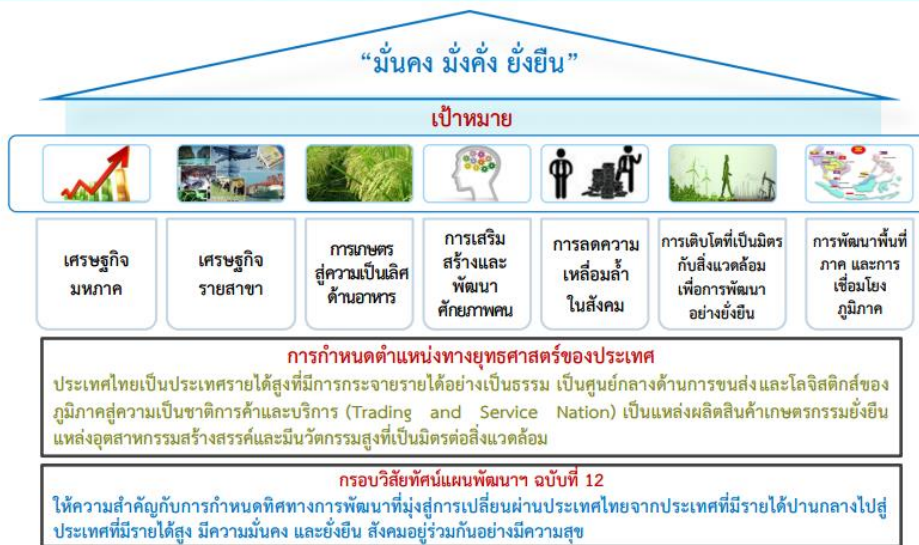 “มั่นคง มั่งคั่ง ยั่งยืน”
เป้าหมาย
เศรษฐกิจ
มหภาค
เศรษฐกิจ
รายสาขา
การเกษตร
สู่ความเป็นเลิศ
ด้านอาหาร
การเสริม
สร้างและ
พัฒนา
ศักยภาพคน
การลดความ
เหลื่อมล้ำ
ในสังคม
การเติบโตที่เป็นมิตร
กับสิ่งแวดล้อม
เพื่อการพัฒนา
อย่างยั่งยืน
การพัฒนาพื้นที่
ภาค และการ
เชื่อมโยง
ภูมิภาค
การกำหนดตำแหน่งทางยุทธศาสตร์ของประเทศ
ประเทศไทยเป็นประเทศรายได้สูงที่มีการกระจายรายได้อย่างเป็นธรรม เป็นศูนย์กลางด้านการขนส่งและโลจิสติกส์ของ
ภูมิภาคสู่ความเป็นชาติการค้าและบริการ (Trading and Service Nation) เป็นแหล่งผลิตสินค้าเกษตรกรรมยั่งยืน
แหล่งอุตสาหกรรมสร้างสรรค์และมีนวัตกรรมสูงที่เป็นมิตรต่อสิ่งแวดล้อม
กรอบวิสัยทัศน์แผนพัฒนาฯ ฉบับที่ 12
ให้ความสำคัญกับการกำหนดทิศทางการพัฒนาที่มุ่งสู่การเปลี่ยนผ่านประเทศไทยจากประเทศที่มีรายได้ปานกลางไปสู่
ประเทศที่มีรายได้สูง มีความมั่นคง และยั่งยืน สังคมอยู่ร่วมกันอย่างมีความสุข